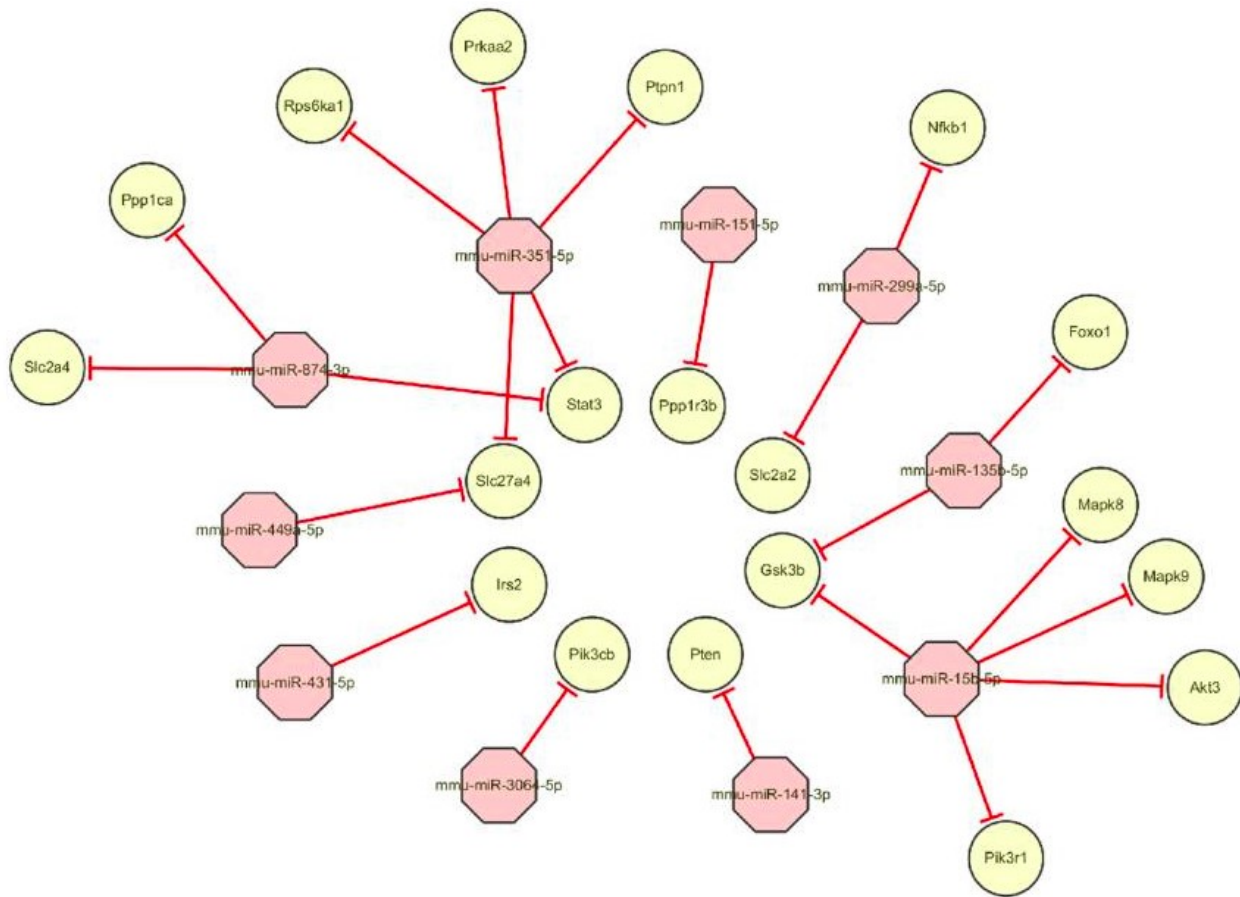 Prkaa2
Ptpn1
Rps6ka1
Nfkb1
Ppp1ca
mmu-miR-151-5p
mmu-miR-351-5p
mmu-miR-299a-5p
Foxo1
Slc2a4
mmu-miR-874-3p
Stat3
Ppp1r3b
Slc2a2
mmu-miR-135b-5p
Slc27a4
Mapk8
mmu-miR-449a-5p
Gsk3b
Mapk9
Irs2
Pik3cb
Pten
mmu-miR-431-5p
mmu-miR-15b-5p
Akt3
mmu-miR-3064-5p
mmu-miR-141-3p
Pik3r1